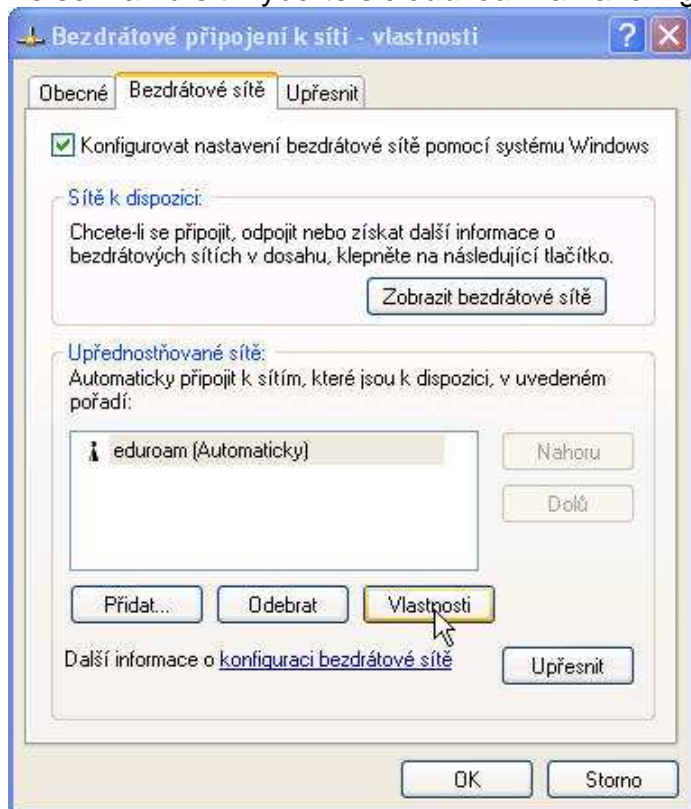 Bezdrátové připojení k síti - vlastnosti
Obecné Bezdrátové sítě Upřesnit
Konfigurovat nastavení bezdrátové sítě pomocí systému Windows
Sítě k dispozici:
Chcete-li se připojit, odpojit nebo získat další informace o
bezdrátových sítích v dosahu, klepněte na následující tlačítko.
Zobrazit bezdrátové sítě
Upřednostňované sítě:
Automaticky připojit k sítím, které jsou k dispozici, v uvedeném
pořadí:
eduroam (Automaticky)
Nahoru
Dolů
Přidat... Odebrat Vlastnosti
Další informace o konfiguraci bezdrátové sítě
Upřesnit
OK Storno